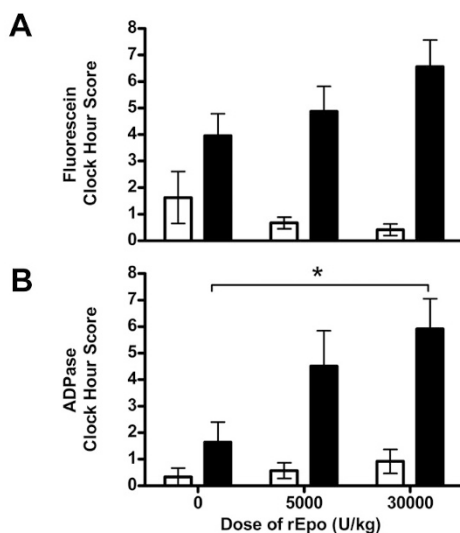 A
Fluorescein
Clock Hour Score
8
7
6
5
4
3
2
1
0
B
*
ADPase
Clock Hour Score
8
7
6
5
4
3
2
1
0
0 5000 30000
Dose of rEpo (U/kg)